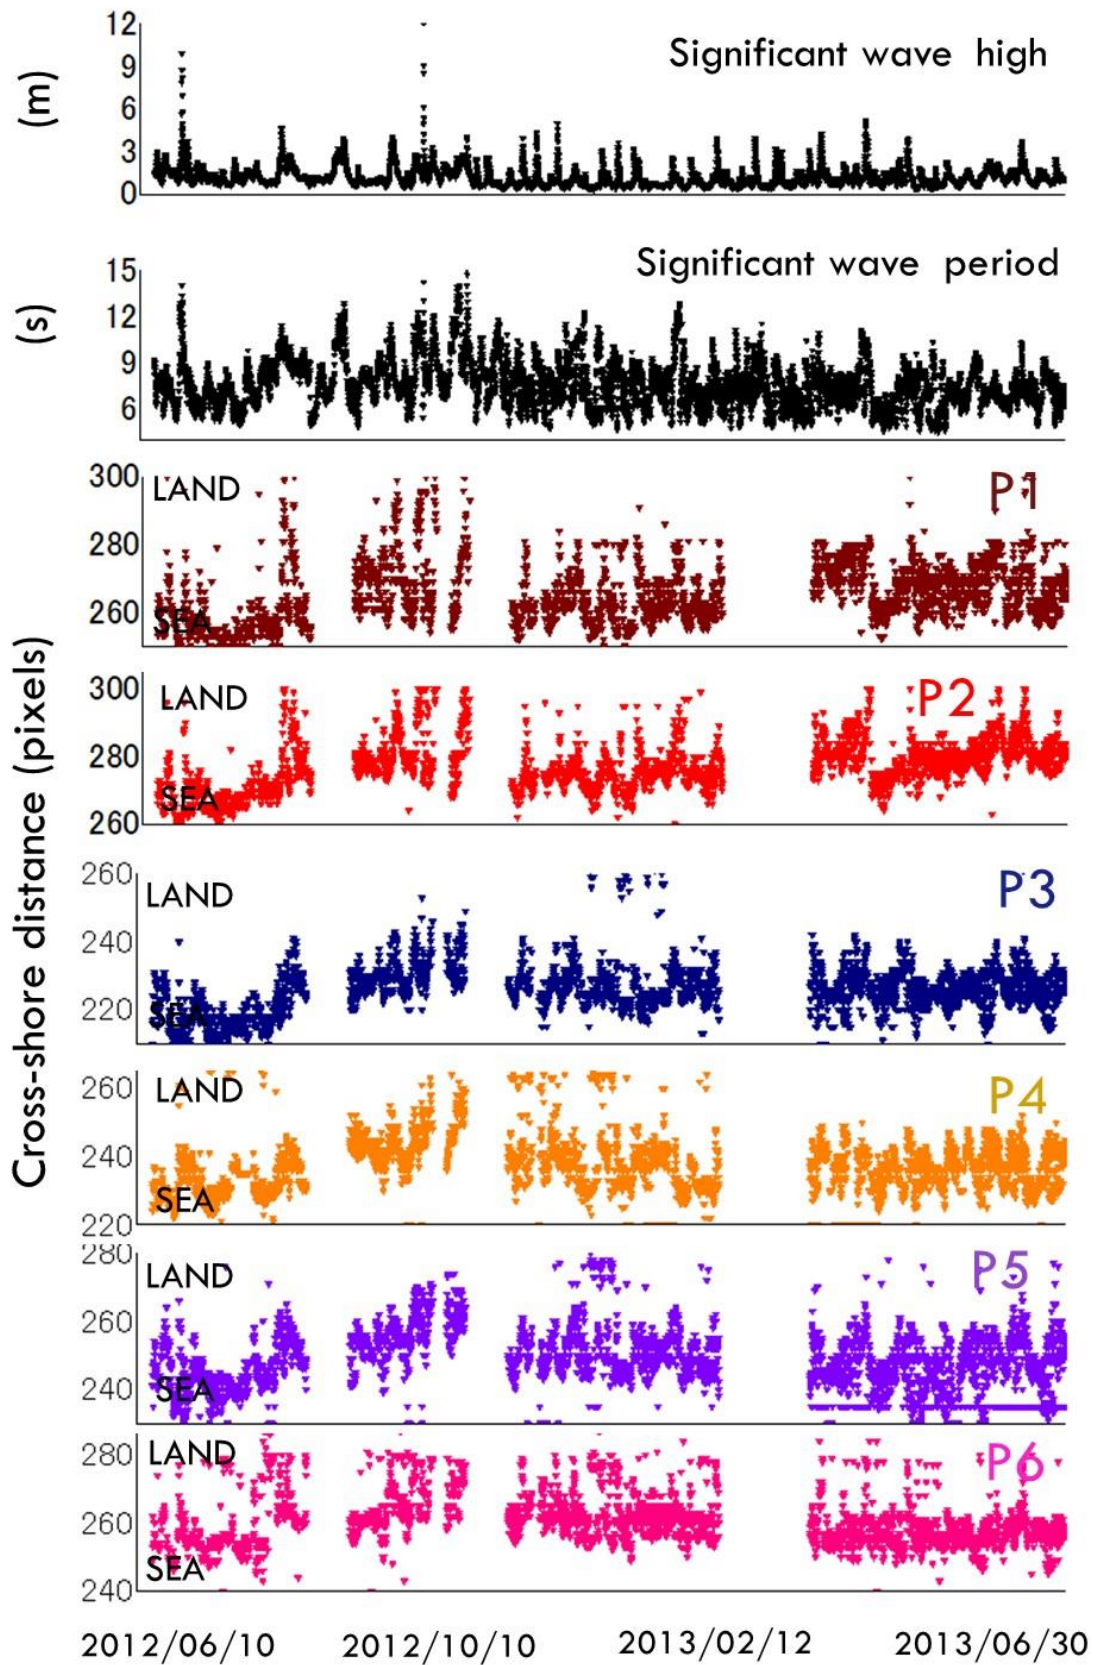 12
9
6
3
0
(m)
Significant wave high
15
12
9
6
(s)
Significant wave period
Cross-shore distance (pixels)
300
280
260
LAND
SEA
P1
300
280
260
LAND
SEA
P2
260
240
220
LAND
SEA
P3
260
240
220
LAND
SEA
P4
280
260
240
LAND
SEA
P5
280
260
240
LAND
SEA
P6
2012/06/10 2012/10/10 2013/02/12 2013/06/30